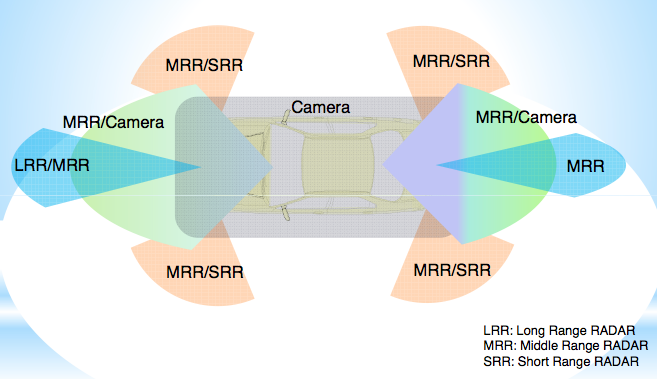 MRR/SRR
MRR/SRR
Camera
MRR/Camera
MRR/Camera
LRR/MRR
MRR
MRR/SRR
MRR/SRR
LRR: Long Range RADAR
MRR: Middle Range RADAR
SRR: Short Range RADAR